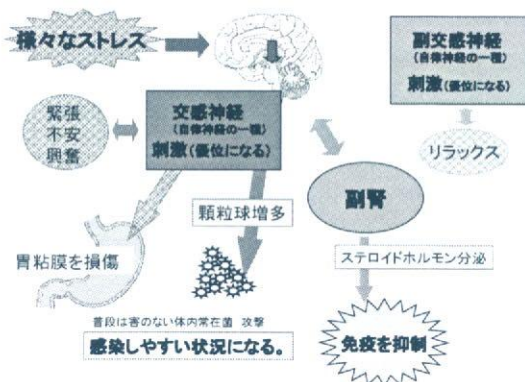 様々なストレス
副交感神経
(自律神経の一種)
刺激(優位になる)
緊張
不安
興奮
交感神経
(自律神経の一種)
刺激(優位になる)
リラックス
顆粒球増多
副腎
胃粘膜を損傷
ステロイドホルモン分泌
普段は害のない体内常在菌 攻撃
感染しやすい状況になる。
免疫を抑制